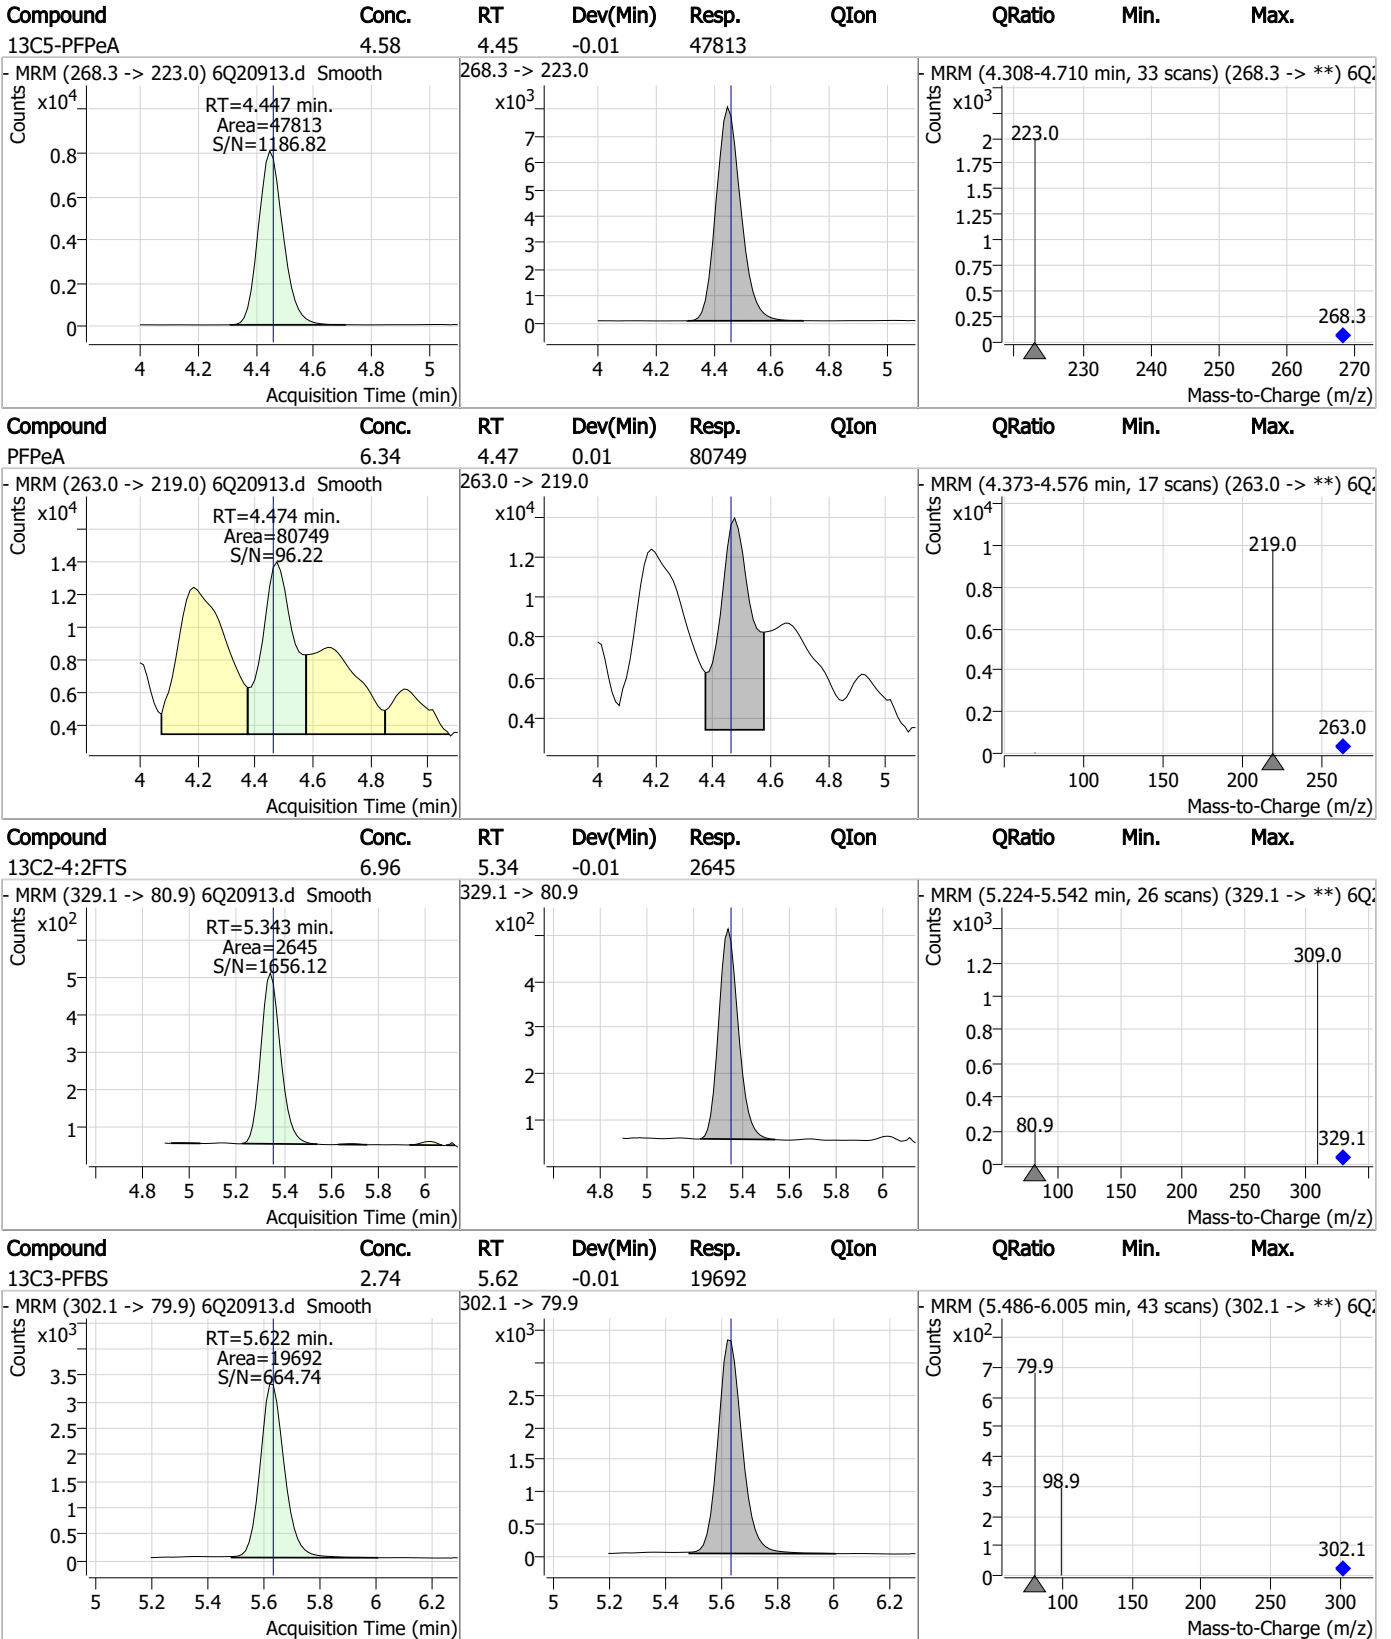 Compound Conc. RT Dev(Min) Resp. QIon QRatio Min. Max.
13C5-PFPeA 4.58 4.45 -0.01 47813
- MRM (268.3 -> 223.0) 6Q20913.d Smooth
Counts
x10^4
RT=4.447 min.
Area=47813
S/N=1186.82
0.8
0.6
0.4
0.2
0
4 4.2 4.4 4.6 4.8 5
Acquisition Time (min)
268.3 -> 223.0
x10^3
7
6
5
4
3
2
1
0
4 4.2 4.4 4.6 4.8 5
- MRM (4.308-4.710 min, 33 scans) (268.3 -> **) 6Q2
Counts
x10^3
223.0
2
1.75
1.5
1.25
1
0.75
0.5
0.25
0
268.3
230 240 250 260 270
Mass-to-Charge (m/z)
Compound Conc. RT Dev(Min) Resp. QIon QRatio Min. Max.
PFPeA 6.34 4.47 0.01 80749
- MRM (263.0 -> 219.0) 6Q20913.d Smooth
Counts
x10^4
RT=4.474 min.
Area=80749
S/N=96.22
1.4
1.2
1
0.8
0.6
0.4
4 4.2 4.4 4.6 4.8 5
Acquisition Time (min)
263.0 -> 219.0
x10^4
1.2
1
0.8
0.6
0.4
4 4.2 4.4 4.6 4.8 5
- MRM (4.373-4.576 min, 17 scans) (263.0 -> **) 6Q2
Counts
x10^4
219.0
1
0.8
0.6
0.4
0.2
0
263.0
100 150 200 250
Mass-to-Charge (m/z)
Compound Conc. RT Dev(Min) Resp. QIon QRatio Min. Max.
13C2-4:2FTS 6.96 5.34 -0.01 2645
- MRM (329.1 -> 80.9) 6Q20913.d Smooth
Counts
x10^2
RT=5.343 min.
Area=2645
S/N=1656.12
5
4
3
2
1
4.8 5 5.2 5.4 5.6 5.8 6
Acquisition Time (min)
329.1 -> 80.9
x10^2
4
3
2
1
4.8 5 5.2 5.4 5.6 5.8 6
- MRM (5.224-5.542 min, 26 scans) (329.1 -> **) 6Q2
Counts
x10^3
309.0
1.2
1
0.8
0.6
0.4
0.2
0
80.9
329.1
100 150 200 250 300
Mass-to-Charge (m/z)
Compound Conc. RT Dev(Min) Resp. QIon QRatio Min. Max.
13C3-PFBS 2.74 5.62 -0.01 19692
- MRM (302.1 -> 79.9) 6Q20913.d Smooth
Counts
x10^3
RT=5.622 min.
Area=19692
S/N=664.74
3.5
3
2.5
2
1.5
1
0.5
0
5 5.2 5.4 5.6 5.8 6 6.2
Acquisition Time (min)
302.1 -> 79.9
x10^3
2.5
2
1.5
1
0.5
0
5 5.2 5.4 5.6 5.8 6 6.2
- MRM (5.486-6.005 min, 43 scans) (302.1 -> **) 6Q2
Counts
x10^2
79.9
7
6
5
4
3
2
1
0
98.9
302.1
100 150 200 250 300
Mass-to-Charge (m/z)